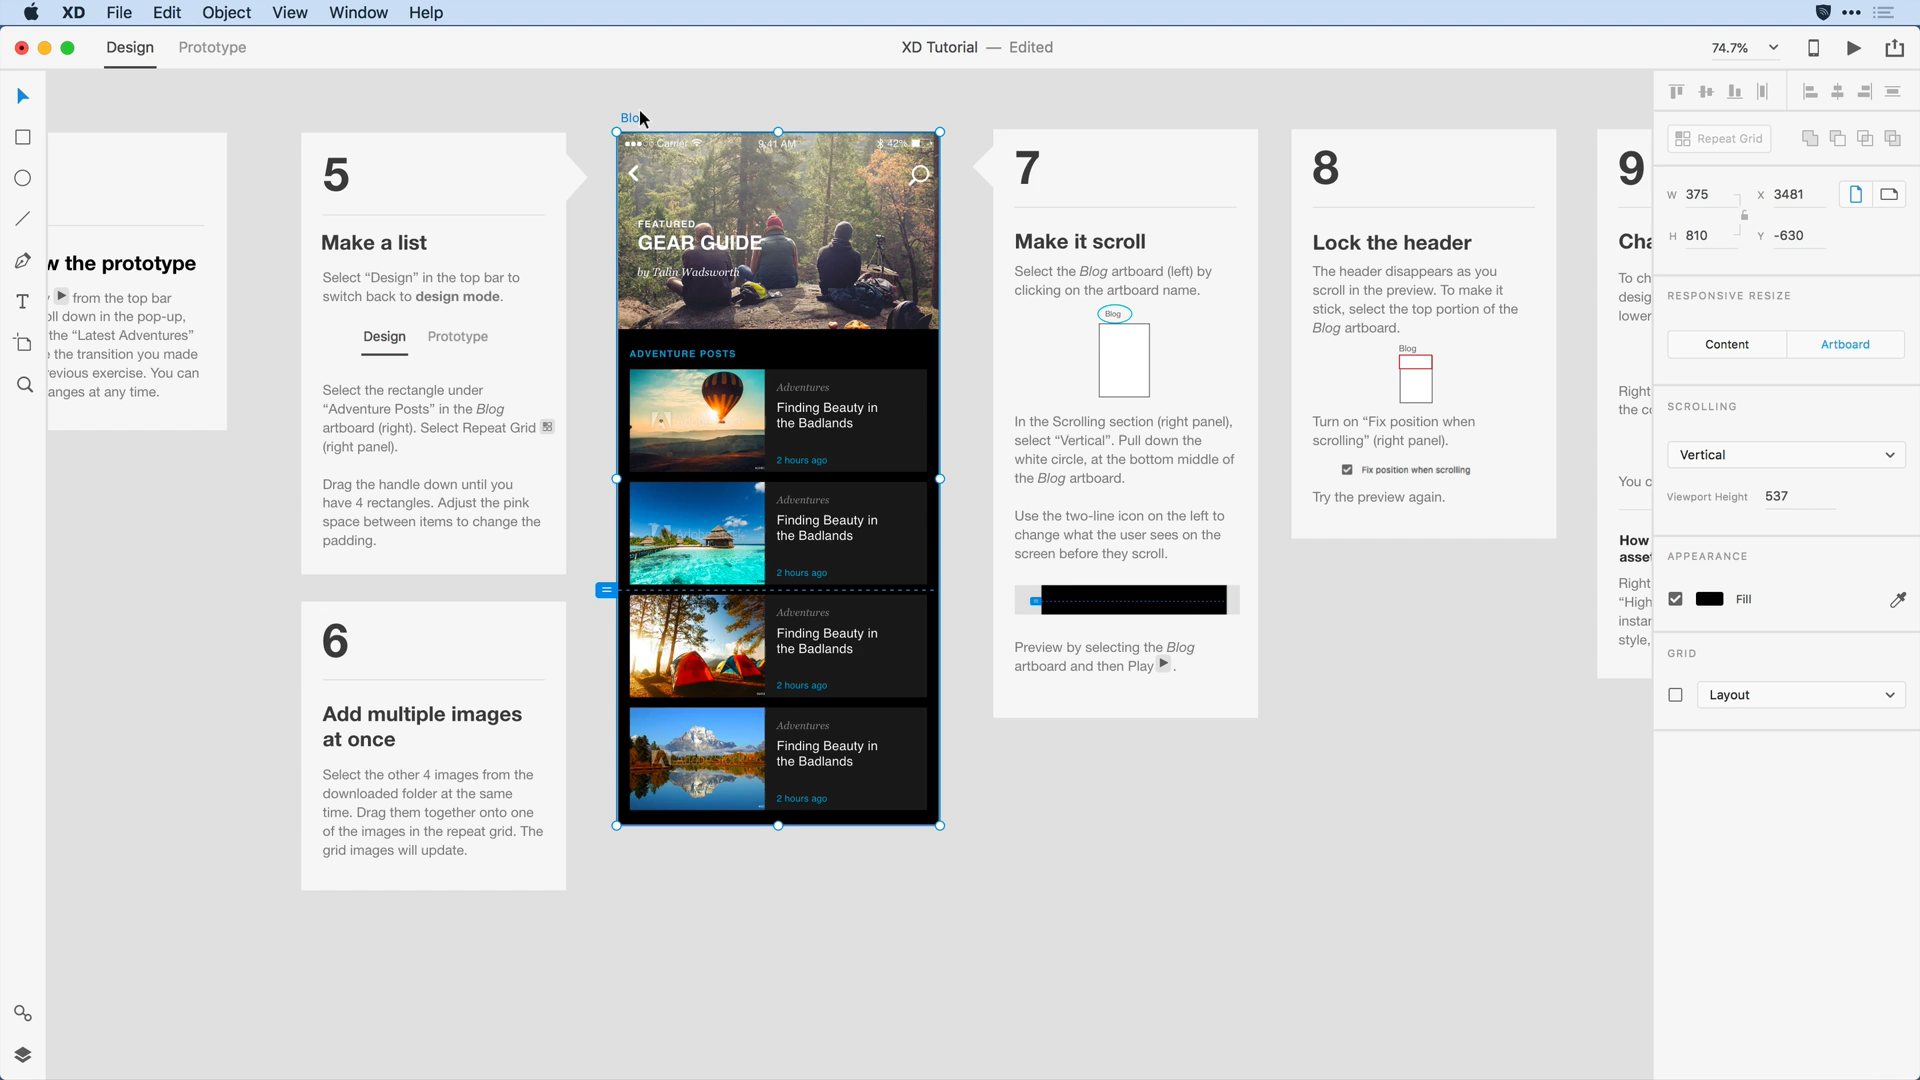 XD File Edit Object View Window Help
Design Prototype
XD Tutorial — Edited
74.7%
w the prototype
from the top bar
oll down in the pop-up,
the “Latest Adventures”
the transition you made
revious exercise. You can
anges at any time.
5
Make a list
Select “Design” in the top bar to
switch back to design mode.
Design Prototype
Select the rectangle under
“Adventure Posts” in the Blog
artboard (right). Select Repeat Grid
(right panel).
Drag the handle down until you
have 4 rectangles. Adjust the pink
space between items to change the
padding.
6
Add multiple images
at once
Select the other 4 images from the
downloaded folder at the same
time. Drag them together onto one
of the images in the repeat grid. The
grid images will update.
Blo
Carrier 9:41 AM 42%
FEATURED
GEAR GUIDE
by Talin Wadsworth
ADVENTURE POSTS
Adventures
Finding Beauty in
the Badlands
2 hours ago
Adventures
Finding Beauty in
the Badlands
2 hours ago
Adventures
Finding Beauty in
the Badlands
2 hours ago
Adventures
Finding Beauty in
the Badlands
2 hours ago
7
Make it scroll
Select the Blog artboard (left) by
clicking on the artboard name.
Blog
In the Scrolling section (right panel),
select “Vertical”. Pull down the
white circle, at the bottom middle of
the Blog artboard.
Use the two-line icon on the left to
change what the user sees on the
screen before they scroll.
Preview by selecting the Blog
artboard and then Play .
8
Lock the header
The header disappears as you
scroll in the preview. To make it
stick, select the top portion of the
Blog artboard.
Blog
Turn on “Fix position when
scrolling” (right panel).
Fix position when scrolling
Try the preview again.
9
Cha
To ch
desig
lower
Right
the co
You c
How
asset
Right
“High
instan
style,
Repeat Grid
W 375 X 3481
H 810 Y -630
RESPONSIVE RESIZE
Content Artboard
SCROLLING
Vertical
Viewport Height 537
APPEARANCE
Fill
GRID
Layout